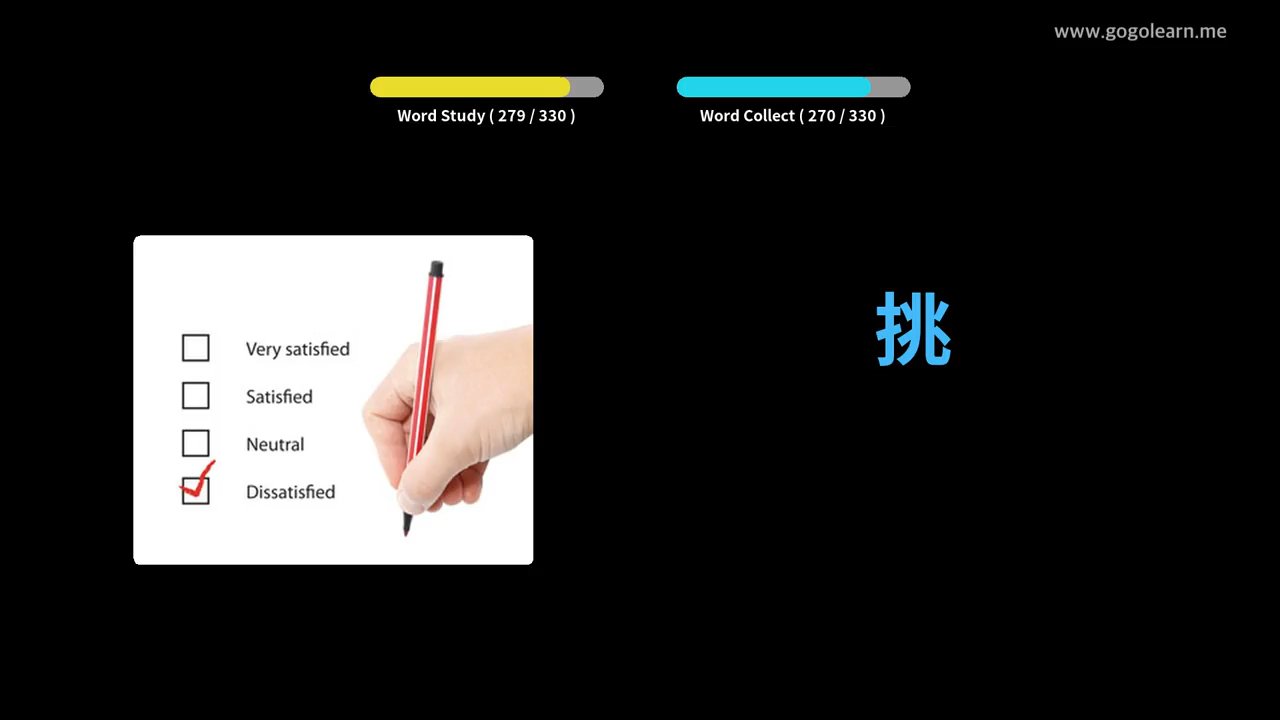 www.gogolearn.me
Word Study ( 279 / 330 )
Word Collect ( 270 / 330 )
挑
Very satisfied
Satisfied
Neutral
Dissatisfied